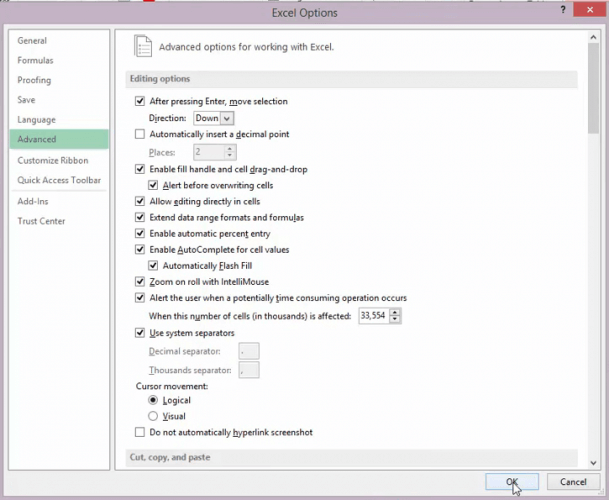 Excel Options
?
General
Formulas
Proofing
Save
Language
Advanced
Customize Ribbon
Quick Access Toolbar
Add-Ins
Trust Center
Advanced options for working with Excel.
Editing options
After pressing Enter, move selection
Direction: Down
Automatically insert a decimal point
Places: 2
Enable fill handle and cell drag-and-drop
Alert before overwriting cells
Allow editing directly in cells
Extend data range formats and formulas
Enable automatic percent entry
Enable AutoComplete for cell values
Automatically Flash Fill
Zoom on roll with IntelliMouse
Alert the user when a potentially time consuming operation occurs
When this number of cells (in thousands) is affected: 33,554
Use system separators
Decimal separator: .
Thousands separator: ,
Cursor movement:
Logical
Visual
Do not automatically hyperlink screenshot
Cut, copy, and paste
OK Cancel